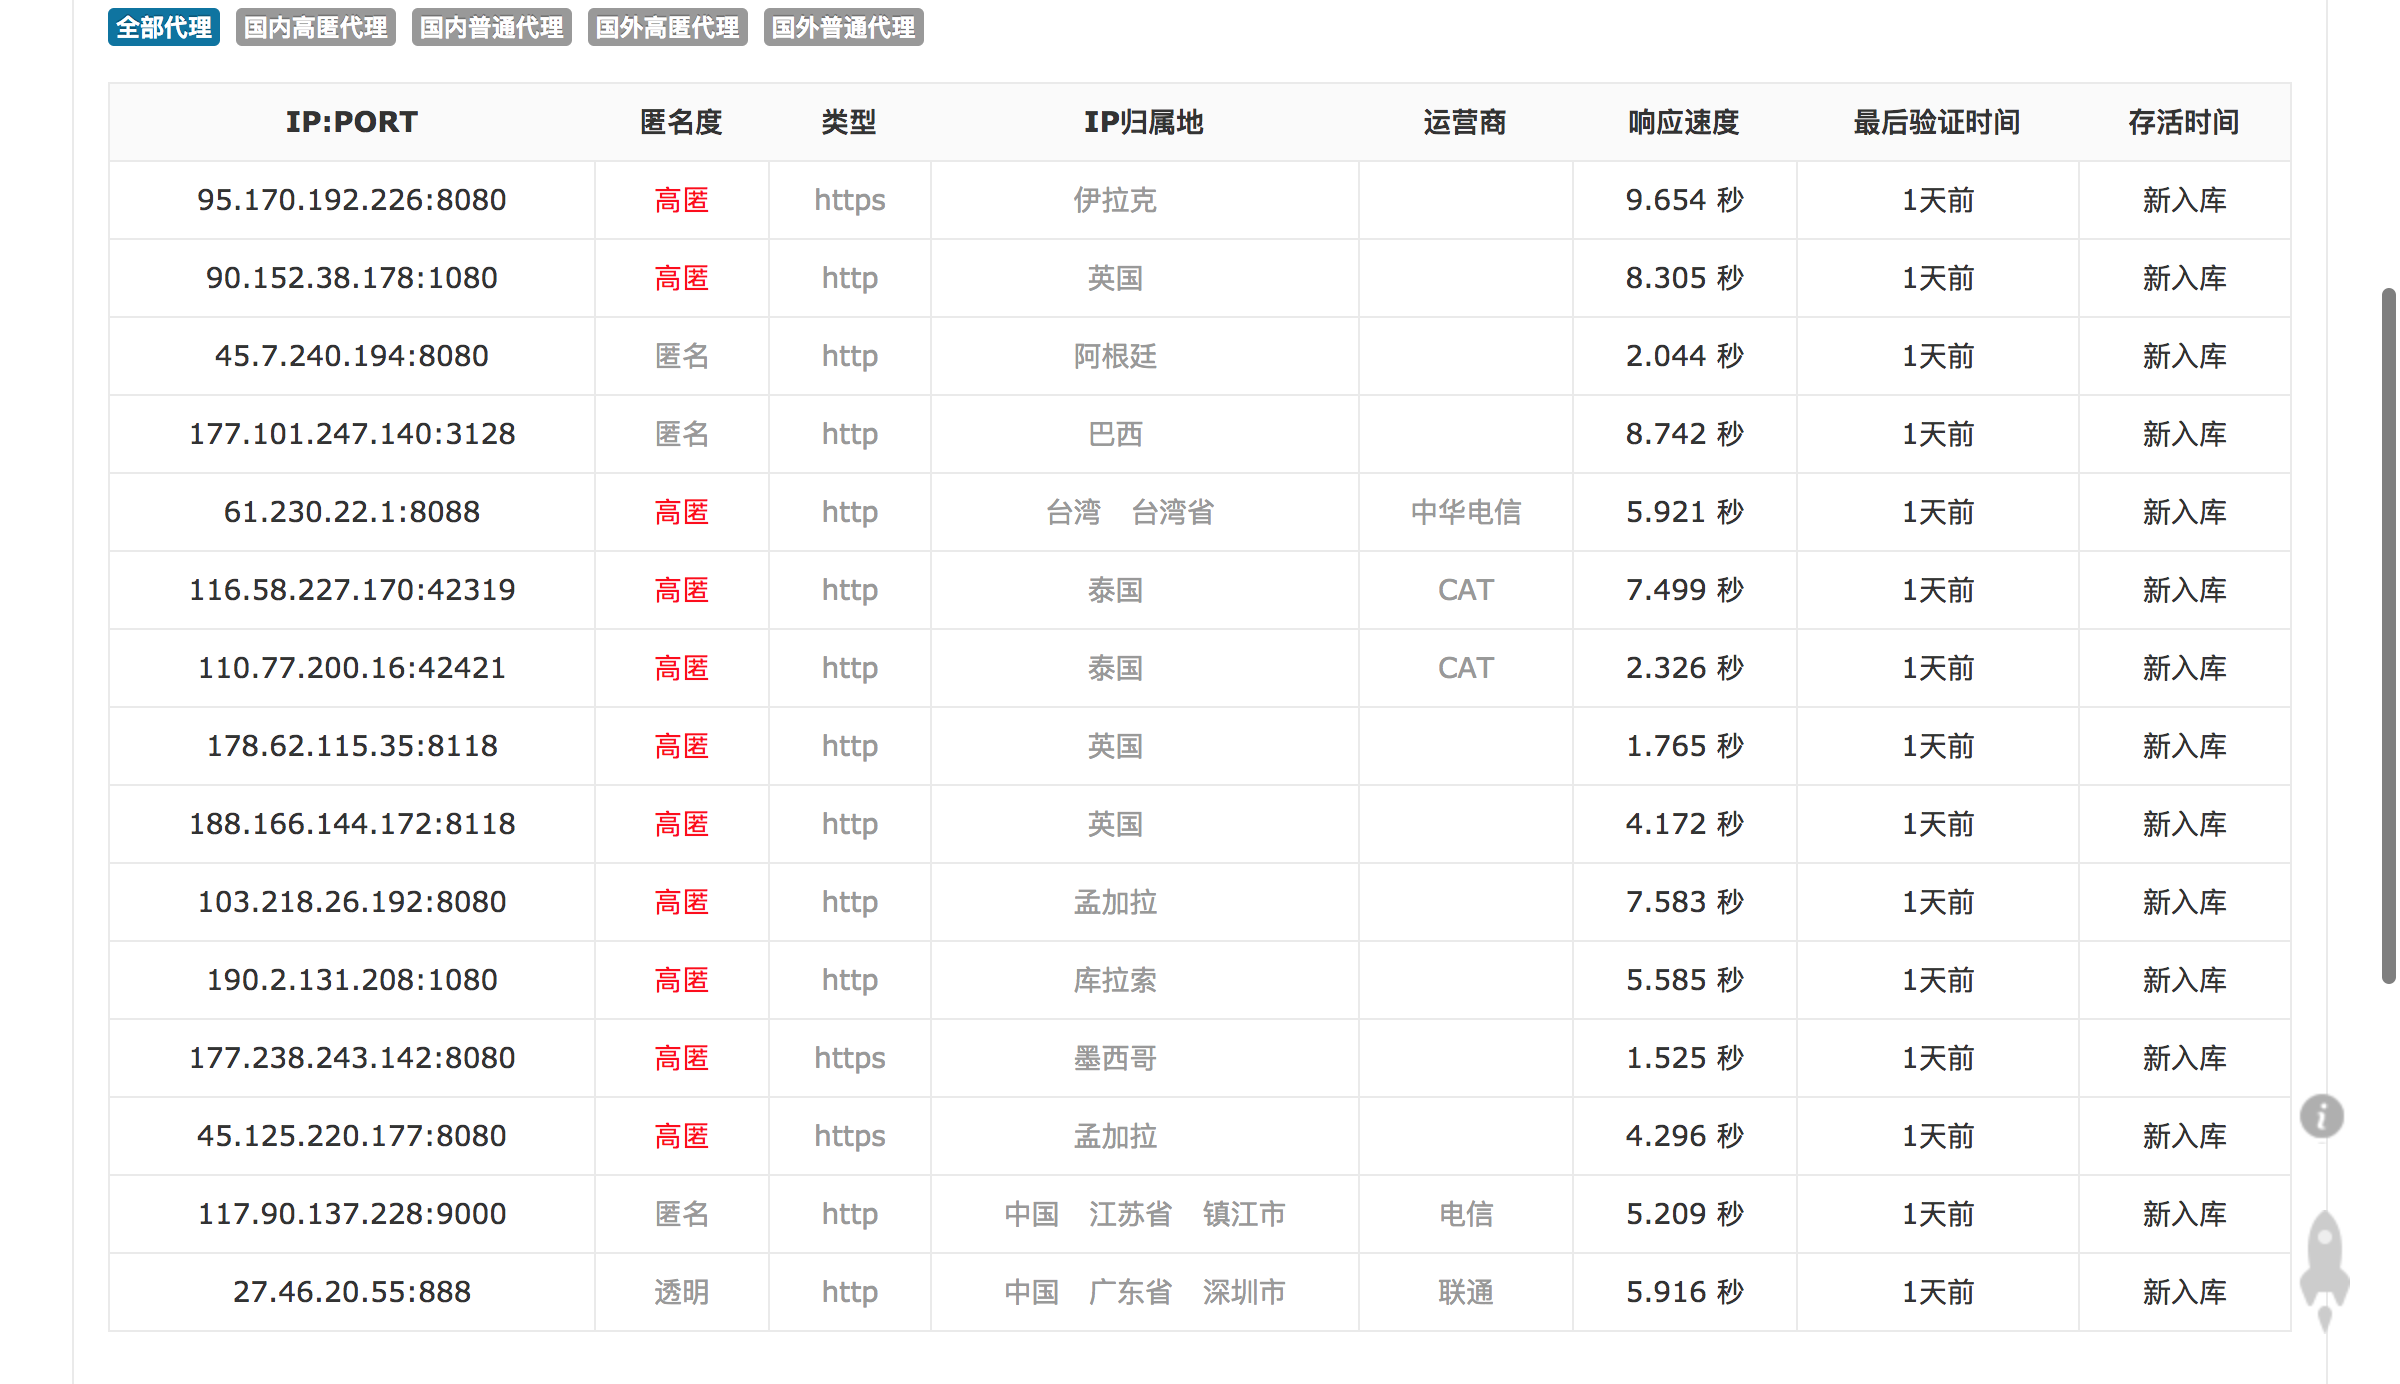 全部代理 国内高匿代理 国内普通代理 国外高匿代理 国外普通代理
IP:PORT 匿名度 类型 IP归属地 运营商 响应速度 最后验证时间 存活时间
95.170.192.226:8080 高匿 https 伊拉克 9.654 秒 1天前 新入库
90.152.38.178:1080 高匿 http 英国 8.305 秒 1天前 新入库
45.7.240.194:8080 匿名 http 阿根廷 2.044 秒 1天前 新入库
177.101.247.140:3128 匿名 http 巴西 8.742 秒 1天前 新入库
61.230.22.1:8088 高匿 http 台湾 台湾省 中华电信 5.921 秒 1天前 新入库
116.58.227.170:42319 高匿 http 泰国 CAT 7.499 秒 1天前 新入库
110.77.200.16:42421 高匿 http 泰国 CAT 2.326 秒 1天前 新入库
178.62.115.35:8118 高匿 http 英国 1.765 秒 1天前 新入库
188.166.144.172:8118 高匿 http 英国 4.172 秒 1天前 新入库
103.218.26.192:8080 高匿 http 孟加拉 7.583 秒 1天前 新入库
190.2.131.208:1080 高匿 http 库拉索 5.585 秒 1天前 新入库
177.238.243.142:8080 高匿 https 墨西哥 1.525 秒 1天前 新入库
45.125.220.177:8080 高匿 https 孟加拉 4.296 秒 1天前 新入库
117.90.137.228:9000 匿名 http 中国 江苏省 镇江市 电信 5.209 秒 1天前 新入库
27.46.20.55:888 透明 http 中国 广东省 深圳市 联通 5.916 秒 1天前 新入库